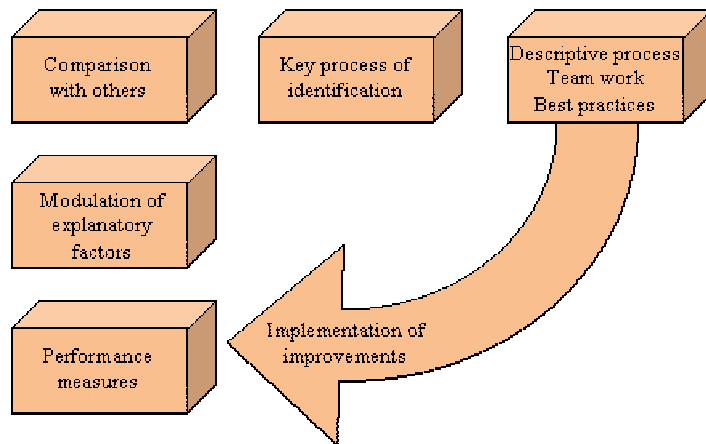 Comparison
with others
Key process of
identification
Descriptive process
Team work
Best practices
Modulation of
explanatory
factors
Performance
measures
Implementation of
improvements